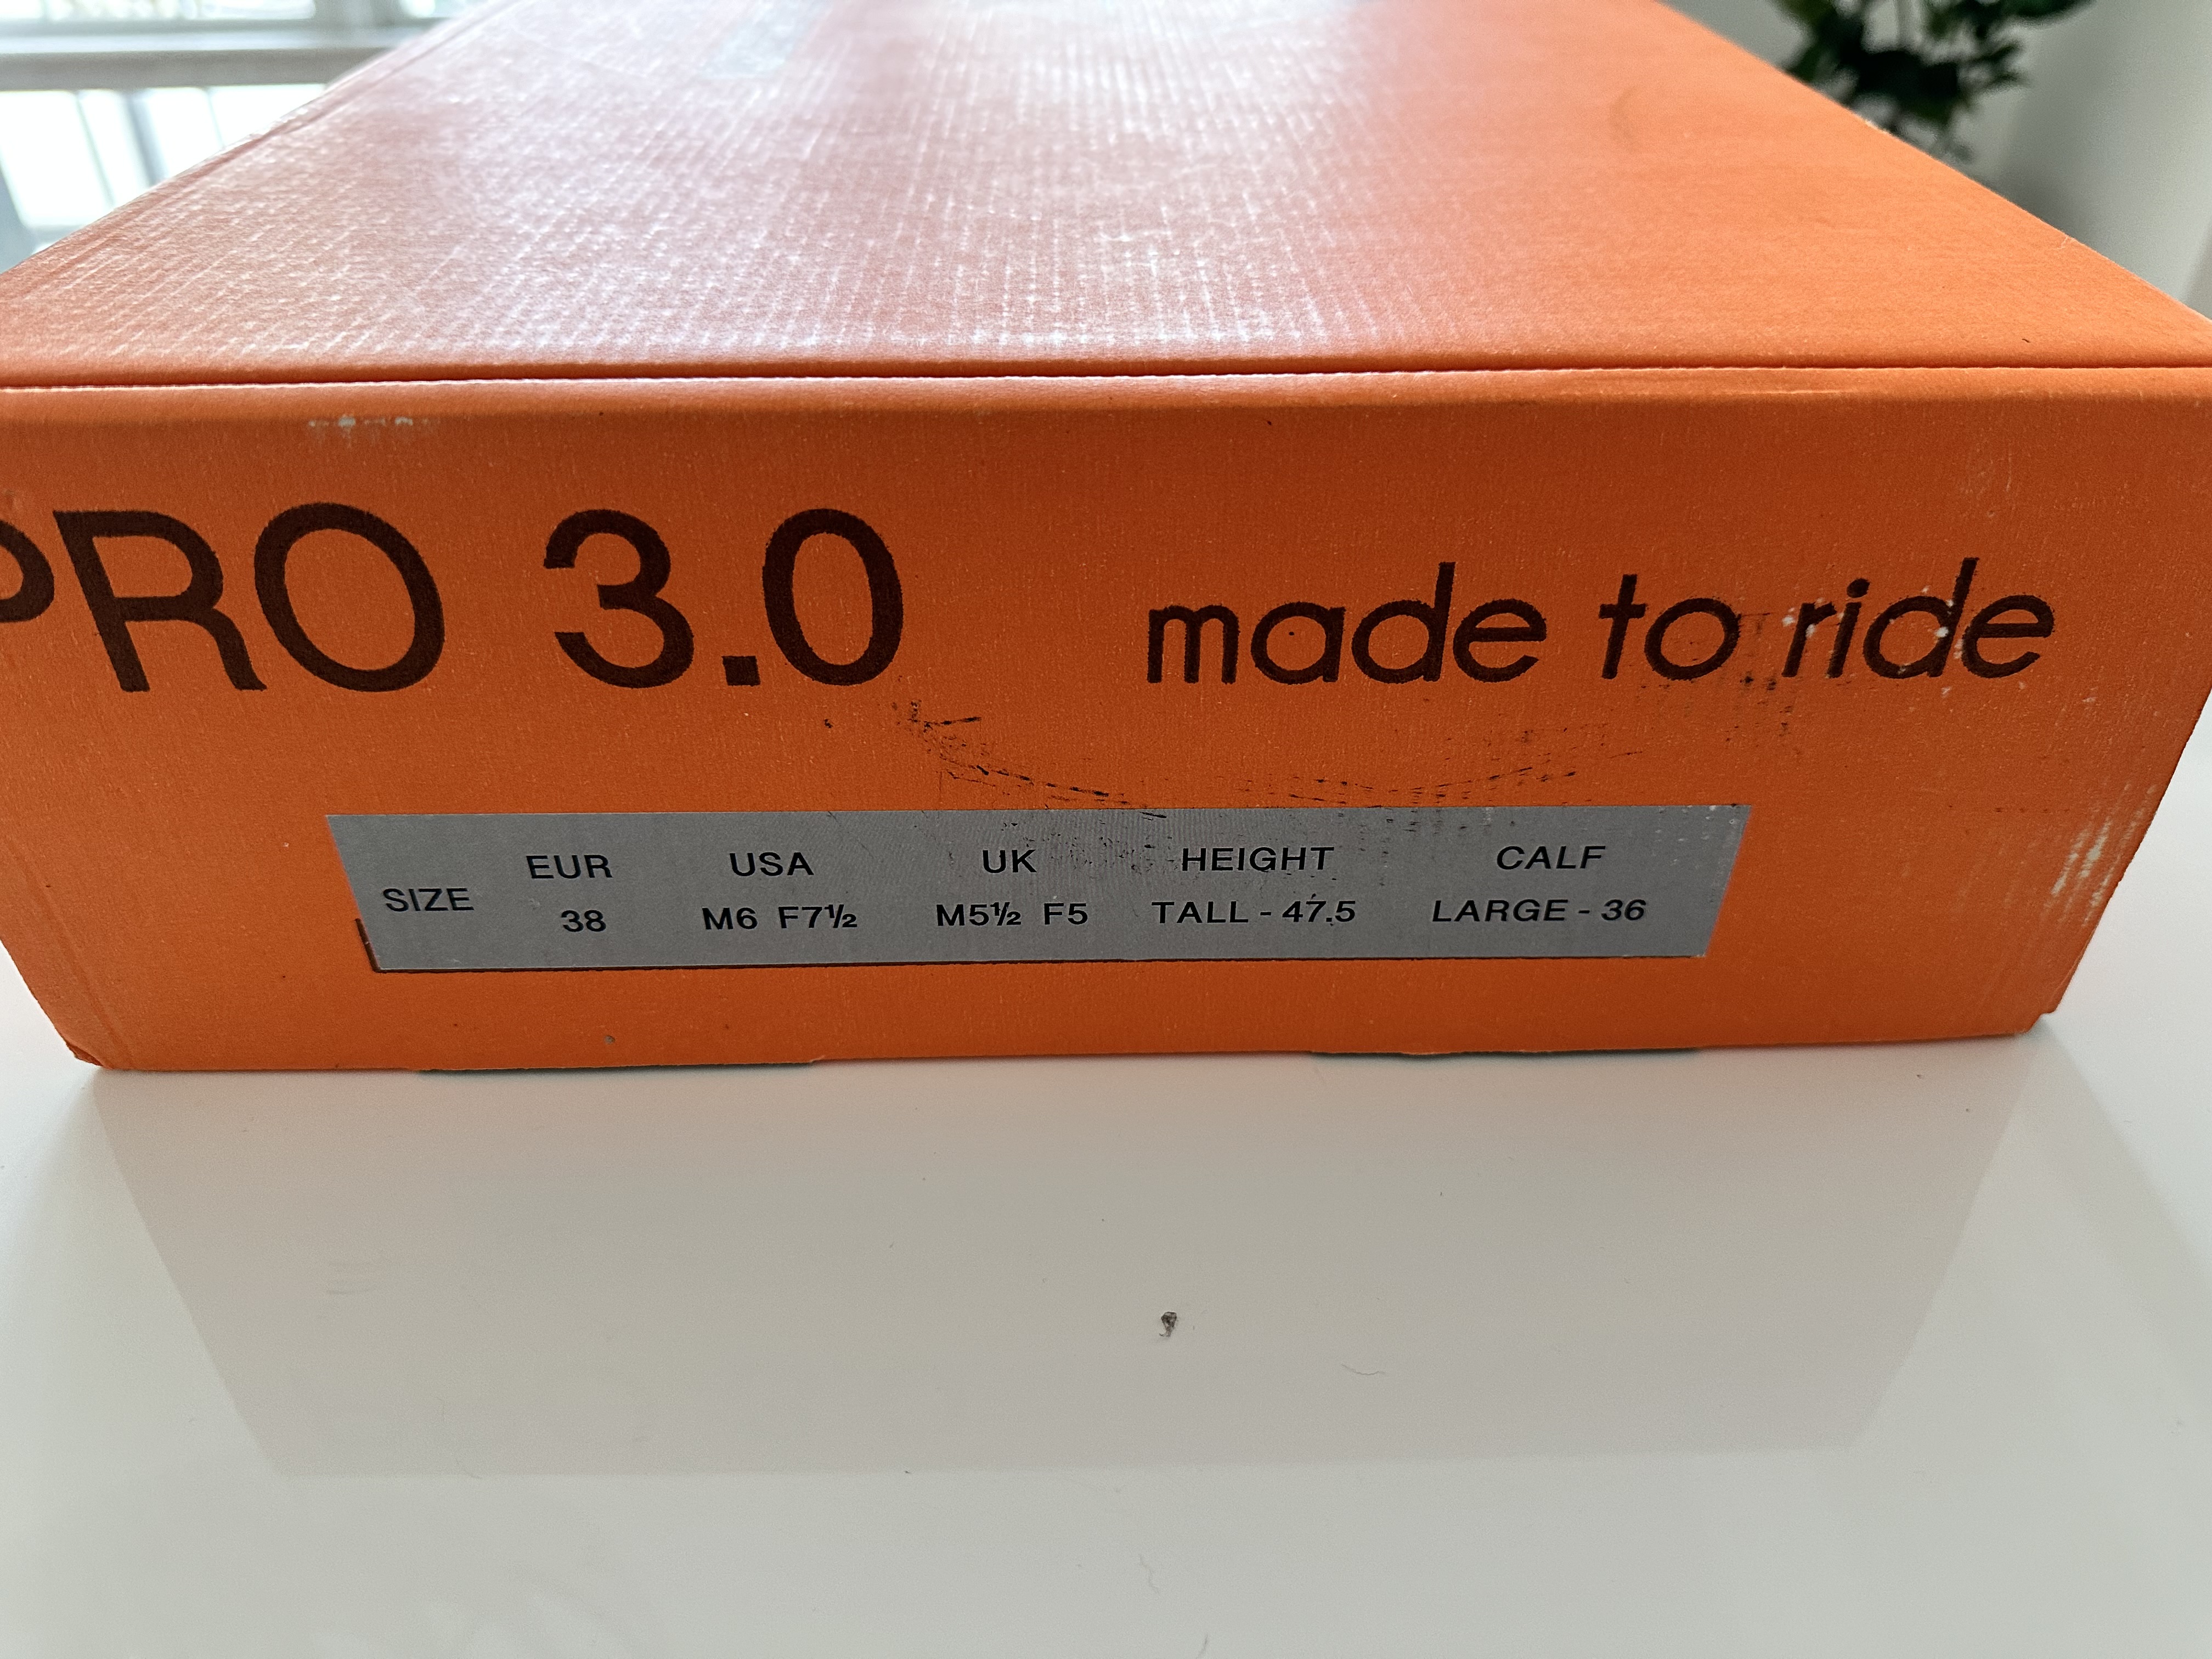 PRO 3.0 made to ride
EUR USA UK HEIGHT CALF
SIZE 38 M6 F7½ M5½ F5 TALL - 47.5 LARGE - 36